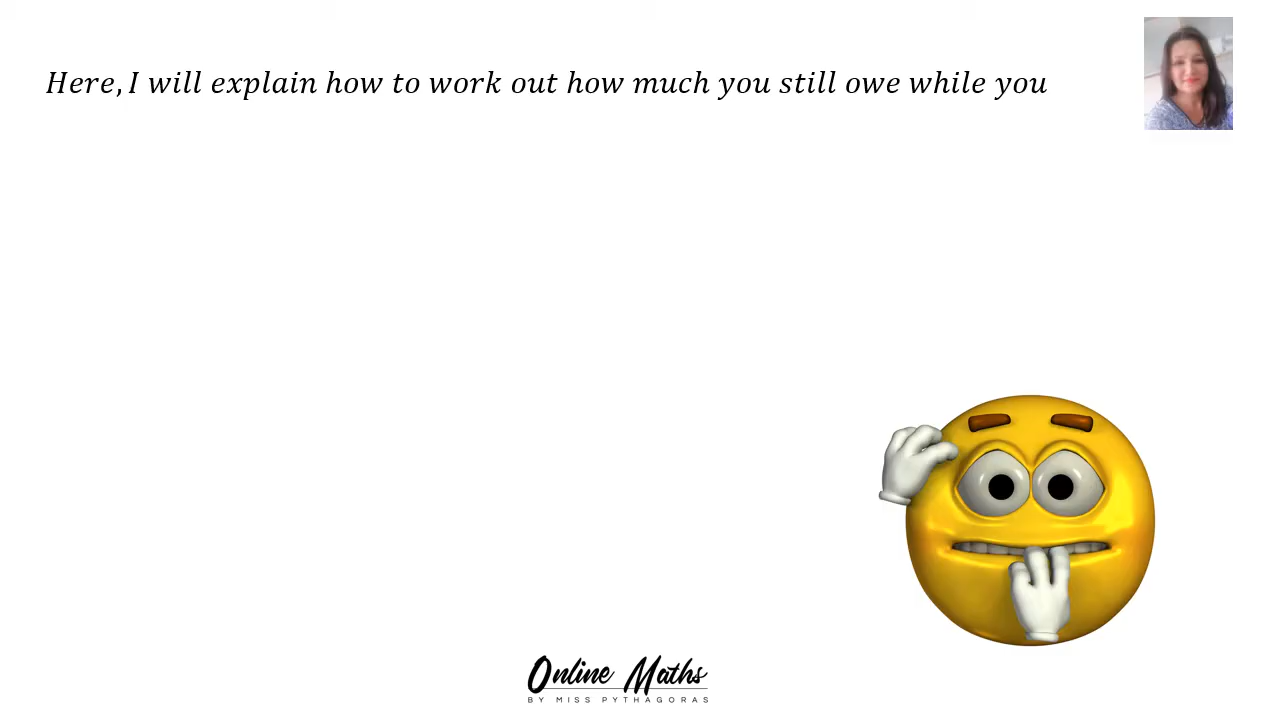 Here, I will explain how to work out how much you still owe while you
Online Maths
BY MISS PYTHAGORAS